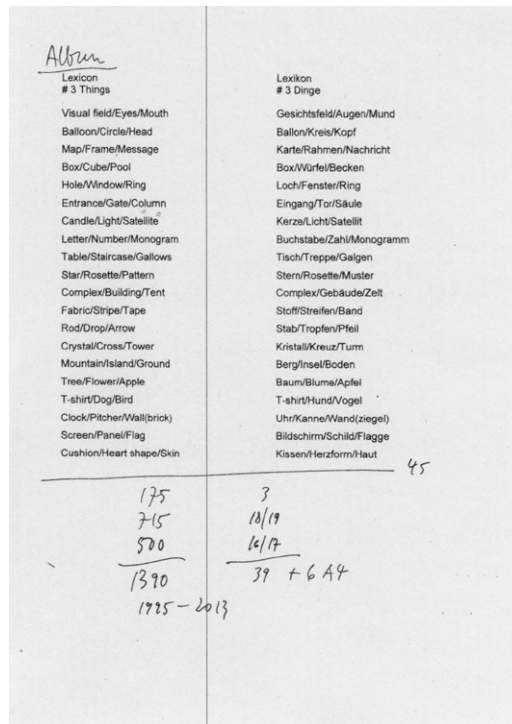 Album
Lexicon
# 3 Things
Visual field/Eyes/Mouth
Balloon/Circle/Head
Map/Frame/Message
Box/Cube/Pool
Hole/Window/Ring
Entrance/Gate/Column
Candle/Light/Satellite
Letter/Number/Monogram
Table/Staircase/Gallows
Star/Rosette/Pattern
Complex/Building/Tent
Fabric/Stripe/Tape
Rod/Drop/Arrow
Crystal/Cross/Tower
Mountain/Island/Ground
Tree/Flower/Apple
T-shirt/Dog/Bird
Clock/Pitcher/Wall(brick)
Screen/Panel/Flag
Cushion/Heart shape/Skin
Lexikon
# 3 Dinge
Gesichtsfeld/Augen/Mund
Ballon/Kreis/Kopf
Karte/Rahmen/Nachricht
Box/Würfel/Becken
Loch/Fenster/Ring
Eingang/Tor/Säule
Kerze/Licht/Satellit
Buchstabe/Zahl/Monogramm
Tisch/Treppe/Galgen
Stern/Rosette/Muster
Complex/Gebäude/Zelt
Stoff/Streifen/Band
Stab/Tropfen/Pfeil
Kristall/Kreuz/Turm
Berg/Insel/Boden
Baum/Blume/Apfel
T-shirt/Hund/Vogel
Uhr/Kanne/Wand(ziegel)
Bildschirm/Schild/Flagge
Kissen/Herzform/Haut
45
175
715
500
1390
1995 – 2013
3
18/19
16/17
39 + 6 A4